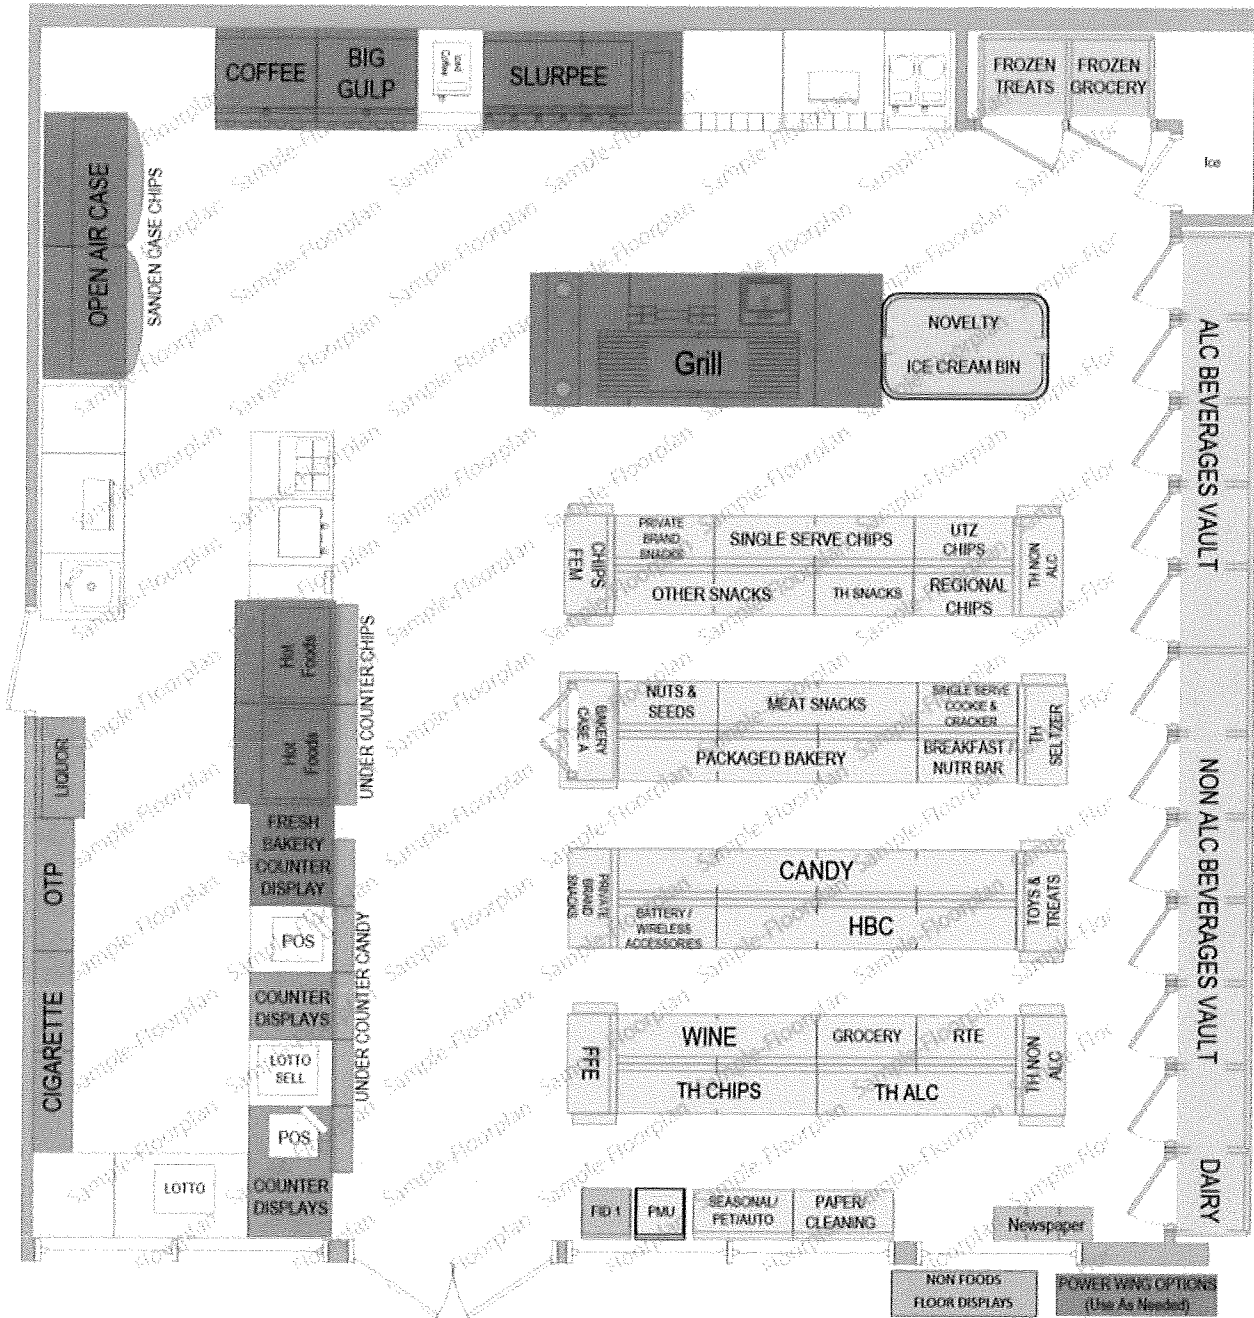 COFFEE
BIG
GULP
Iced
Coffee
SLURPEE
FROZEN
TREATS
FROZEN
GROCERY
Ice
OPEN AIR CASE
SANDEN CASE CHIPS
Grill
NOVELTY
ICE CREAM BIN
ALC BEVERAGES VAULT
CHIPS
FEM
PRIVATE
BRAND
SNACKS
SINGLE SERVE CHIPS
UTZ
CHIPS
OTHER SNACKS
TH SNACKS
REGIONAL
CHIPS
TH NON
ALC
Hot
Foods
Hot
Foods
UNDER COUNTER CHIPS
BAKERY
CASE A
NUTS &
SEEDS
MEAT SNACKS
SINGLE SERVE
COOKIE &
CRACKER
PACKAGED BAKERY
BREAKFAST /
NUTR BAR
TH
SELTZER
NON ALC BEVERAGES VAULT
LIQUOR
OTP
CIGARETTE
FRESH
BAKERY
COUNTER
DISPLAY
POS
COUNTER
DISPLAYS
LOTTO
SELL
POS
COUNTER
DISPLAYS
LOTTO
UNDER COUNTER CANDY
PRIVATE
BRAND
SNACKS
CANDY
BATTERY /
WIRELESS
ACCESSORIES
HBC
TOYS &
TREATS
FFE
WINE
GROCERY
RTE
TH CHIPS
TH ALC
TH NON
ALC
DAIRY
FID 1
PMU
SEASONAL/
PET/AUTO
PAPER/
CLEANING
Newspaper
NON FOODS
FLOOR DISPLAYS
POWER WING OPTIONS
(Use As Needed)
Sample-Floorplan